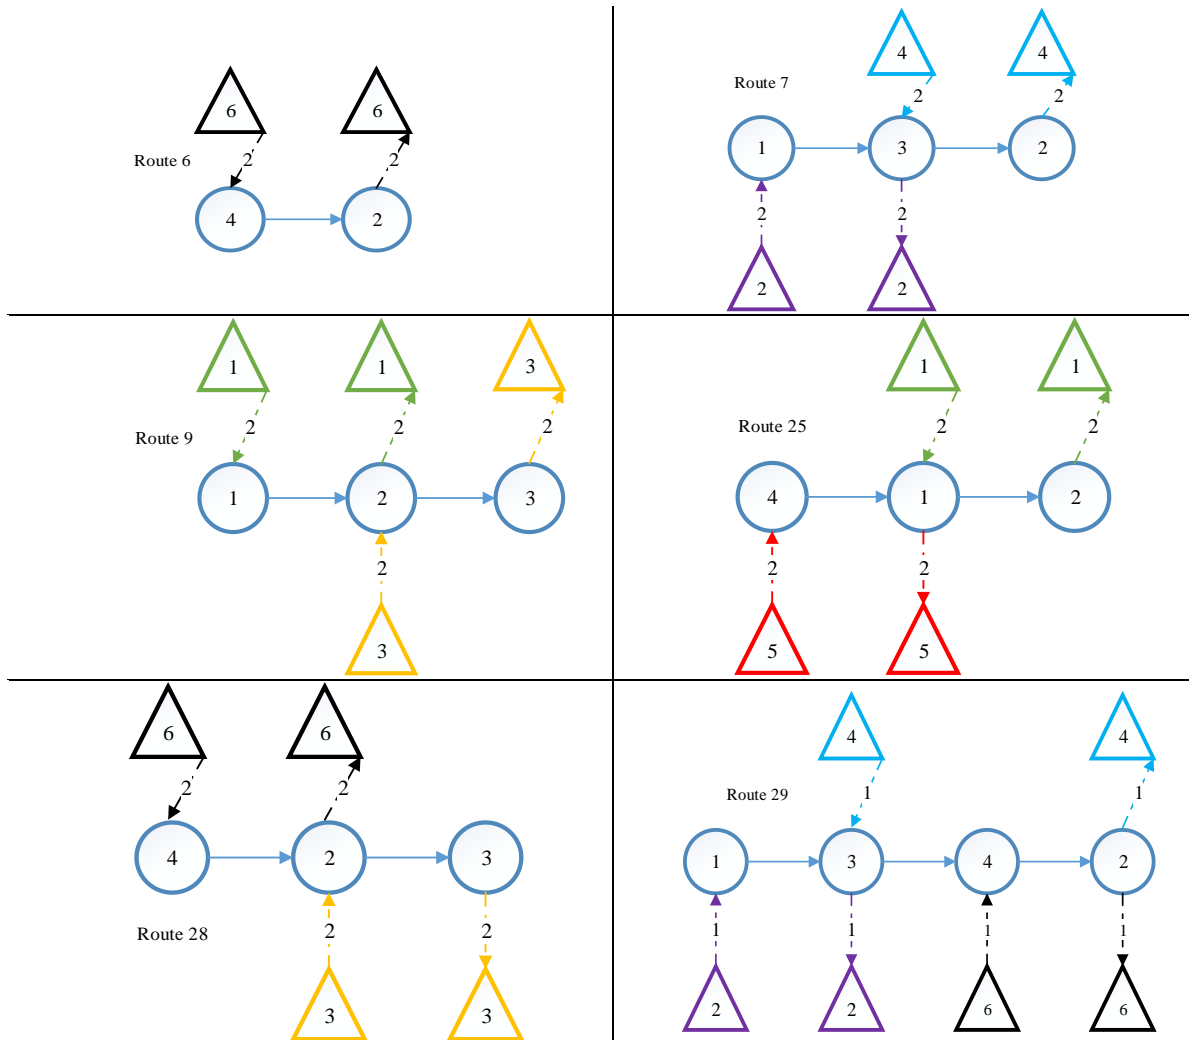 6 6
Route 6
2 2
4 2
4 4
Route 7
2 2
1 3 2
2 2
2 2
1 1 3
Route 9
2 2 2
1 2 3
2
3
1 1
Route 25
2 2
4 1 2
2 2
5 5
6 6
2 2
4 2 3
Route 28
2 2
3 3
4 4
Route 29
1 1
1 3 4 2
1 1 1 1
2 2 6 6